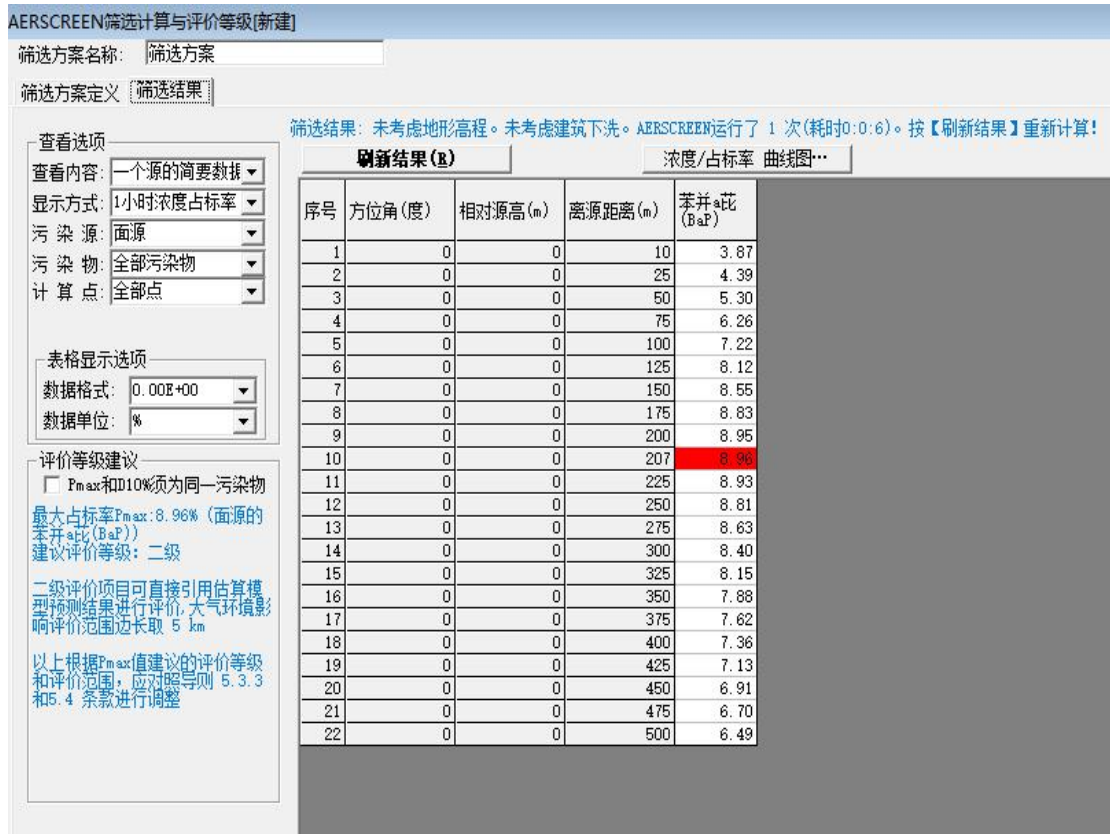 AERSCREEN筛选计算与评价等级[新建]
筛选方案名称: 筛选方案
筛选方案定义 筛选结果
筛选结果: 未考虑地形高程。未考虑建筑下洗。AERSCREEN运行了 1 次(耗时0:0:6)。按【刷新结果】重新计算!
刷新结果(R) 浓度/占标率 曲线图…
查看选项
查看内容: 一个源的简要数据
显示方式: 1小时浓度占标率
污 染 源: 面源
污 染 物: 全部污染物
计 算 点: 全部点
表格显示选项
数据格式: 0.00E+00
数据单位: %
评价等级建议
Pmax和D10%须为同一污染物
最大占标率Pmax:8.96% (面源的
苯并a芘(BaP))
建议评价等级: 二级
二级评价项目可直接引用估算模
型预测结果进行评价,大气环境影
响评价范围边长取 5 km
以上根据Pmax值建议的评价等级
和评价范围,应对照导则 5.3.3
和5.4 条款进行调整
序号 方位角(度) 相对源高(m) 离源距离(m) 苯并a芘
(BaP)
1 0 0 10 3.87
2 0 0 25 4.39
3 0 0 50 5.30
4 0 0 75 6.26
5 0 0 100 7.22
6 0 0 125 8.12
7 0 0 150 8.55
8 0 0 175 8.83
9 0 0 200 8.95
10 0 0 207 8.96
11 0 0 225 8.93
12 0 0 250 8.81
13 0 0 275 8.63
14 0 0 300 8.40
15 0 0 325 8.15
16 0 0 350 7.88
17 0 0 375 7.62
18 0 0 400 7.36
19 0 0 425 7.13
20 0 0 450 6.91
21 0 0 475 6.70
22 0 0 500 6.49